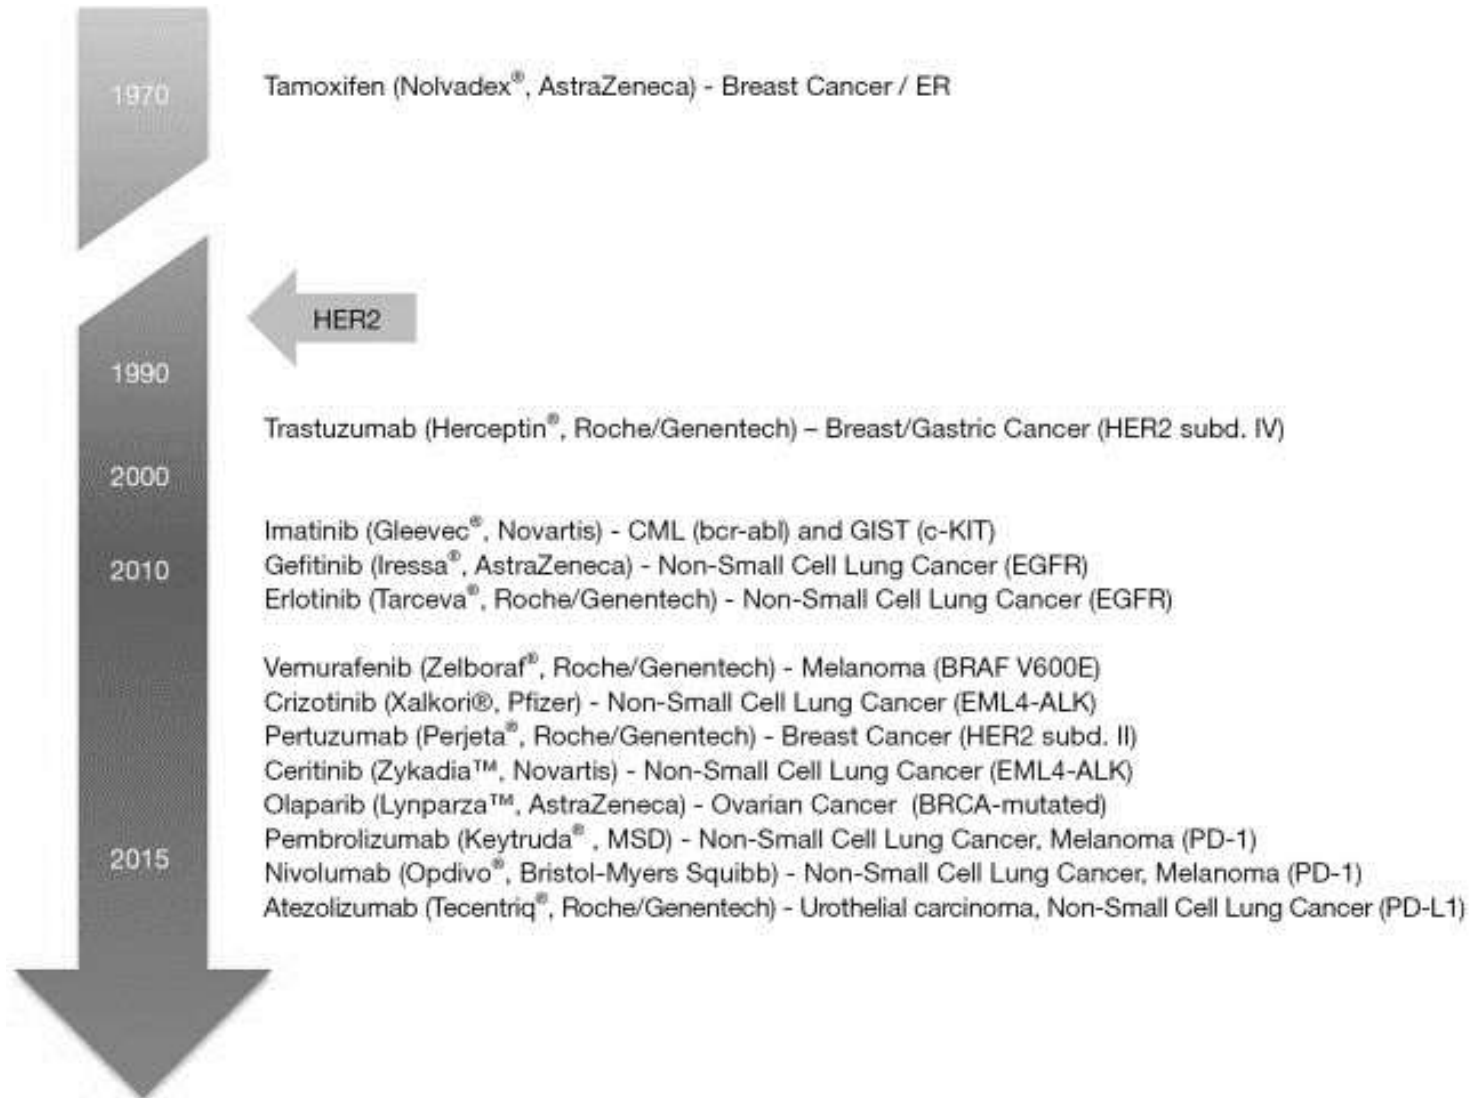 1970
Tamoxifen (Nolvadex®, AstraZeneca) - Breast Cancer / ER
HER2
1990
Trastuzumab (Herceptin®, Roche/Genentech) – Breast/Gastric Cancer (HER2 subd. IV)
2000
Imatinib (Gleevec®, Novartis) - CML (bcr-abl) and GIST (c-KIT)
Gefitinib (Iressa®, AstraZeneca) - Non-Small Cell Lung Cancer (EGFR)
2010
Erlotinib (Tarceva®, Roche/Genentech) - Non-Small Cell Lung Cancer (EGFR)
Vemurafenib (Zelboraf®, Roche/Genentech) - Melanoma (BRAF V600E)
Crizotinib (Xalkori®, Pfizer) - Non-Small Cell Lung Cancer (EML4-ALK)
Pertuzumab (Perjeta®, Roche/Genentech) - Breast Cancer (HER2 subd. II)
Ceritinib (Zykadia™, Novartis) - Non-Small Cell Lung Cancer (EML4-ALK)
Olaparib (Lynparza™, AstraZeneca) - Ovarian Cancer (BRCA-mutated)
Pembrolizumab (Keytruda® , MSD) - Non-Small Cell Lung Cancer, Melanoma (PD-1)
2015
Nivolumab (Opdivo®, Bristol-Myers Squibb) - Non-Small Cell Lung Cancer, Melanoma (PD-1)
Atezolizumab (Tecentriq®, Roche/Genentech) - Urothelial carcinoma, Non-Small Cell Lung Cancer (PD-L1)